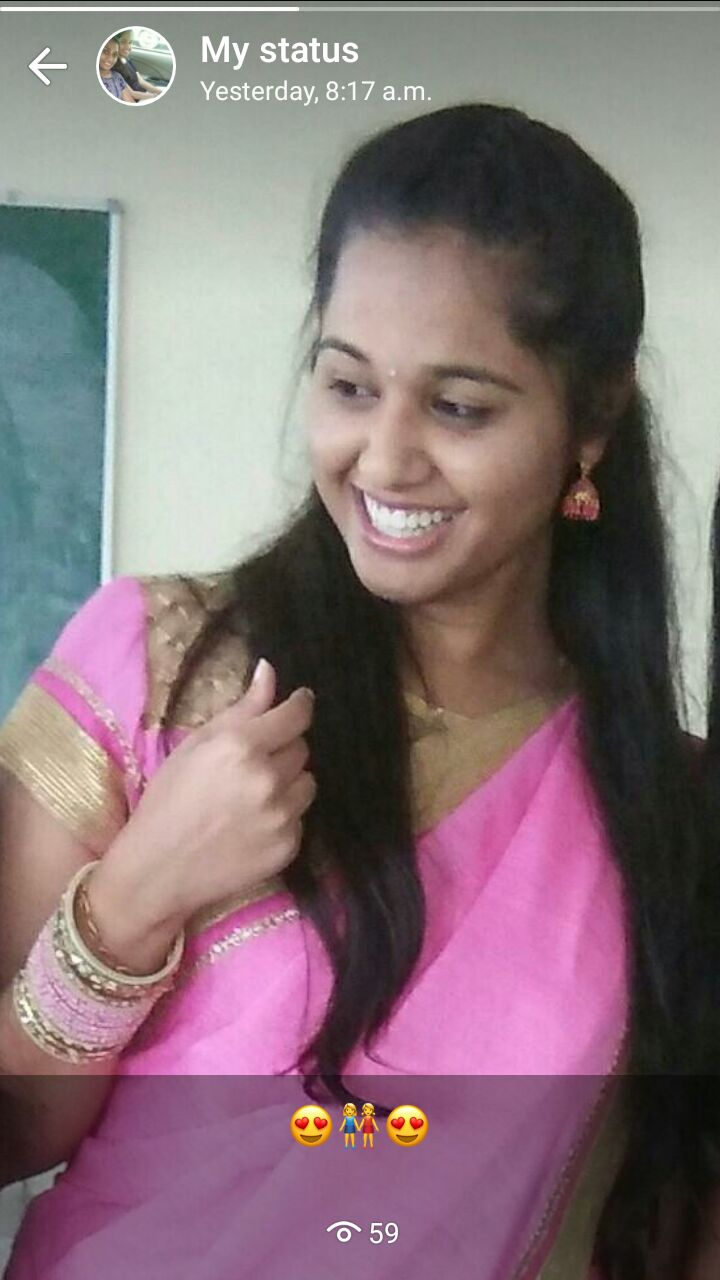 My status
Yesterday, 8:17 a.m.
😍👭😍
59